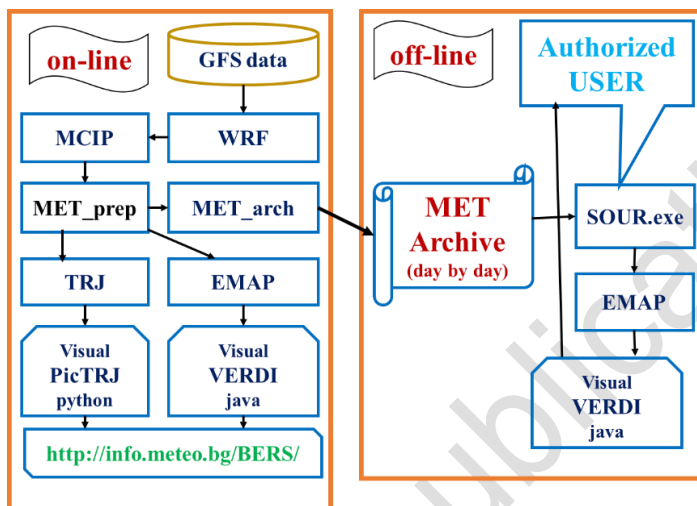 on-line
GFS data
MCIP
WRF
MET_prep
MET_arch
TRJ
EMAP
Visual
PicTRJ
python
Visual
VERDI
java
http://info.meteo.bg/BERS/
off-line
Authorized
USER
MET
Archive
(day by day)
SOUR.exe
EMAP
Visual
VERDI
java